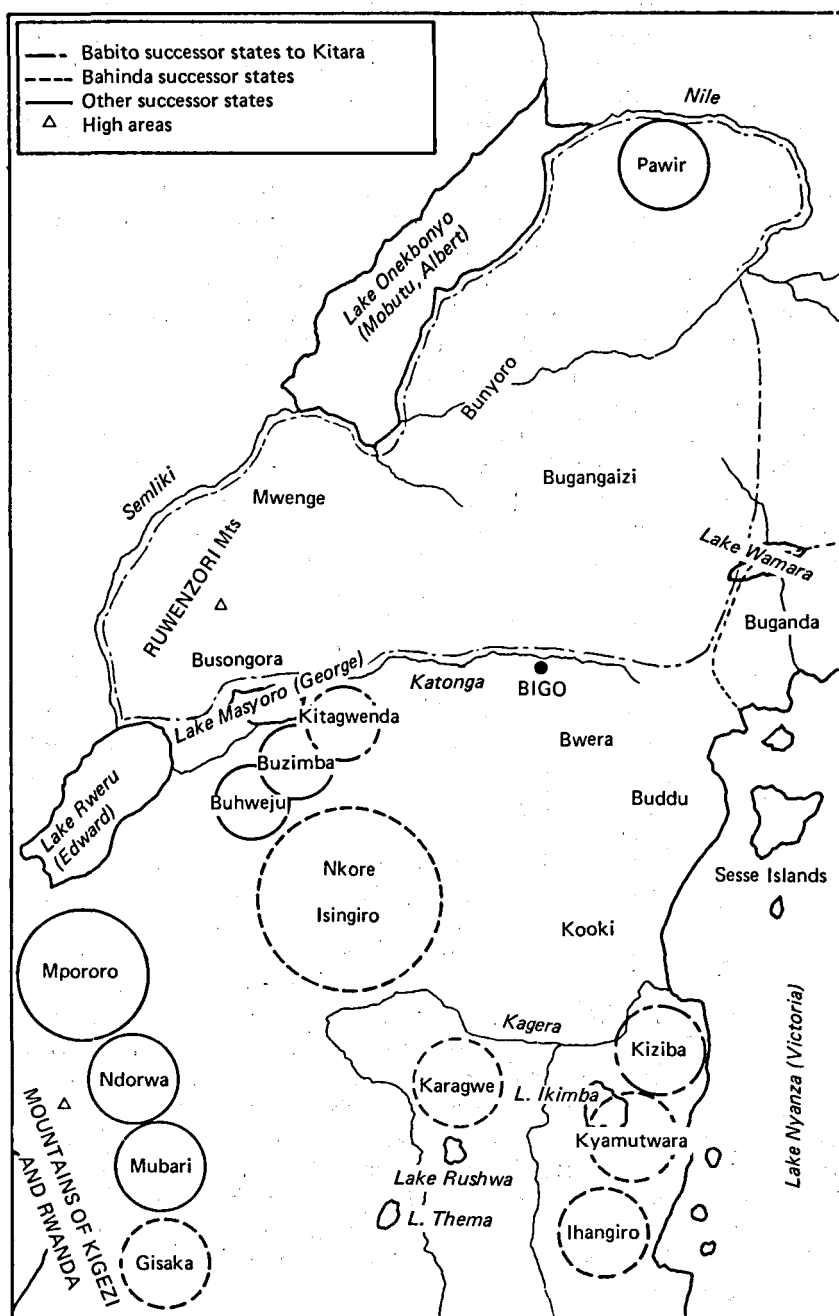 Babito successor states to Kitara
Bahinda successor states
Other successor states
High areas
Nile
Pawir
Lake Onekbonyo
(Mobutu, Albert)
Bunyoro
Semliki
Mwenge
Bugangaizi
RUWENZORI Mts
Lake Wamara
Buganda
Busongora
Lake Masyoro (George)
Katonga
BIGO
Kitagwenda
Bwera
Buzimba
Buhweju
Buddu
Lake Rweru
(Edward)
Nkore
Sesse Islands
Isingiro
Kooki
Mpororo
Kagera
Kiziba
Ndorwa
Karagwe
L. Ikimba
Lake Nyanza (Victoria)
Kyamutwara
MOUNTAINS OF KIGEZI
AND RWANDA
Mubari
Lake Rushwa
L. Thema
Ihangiro
Gisaka